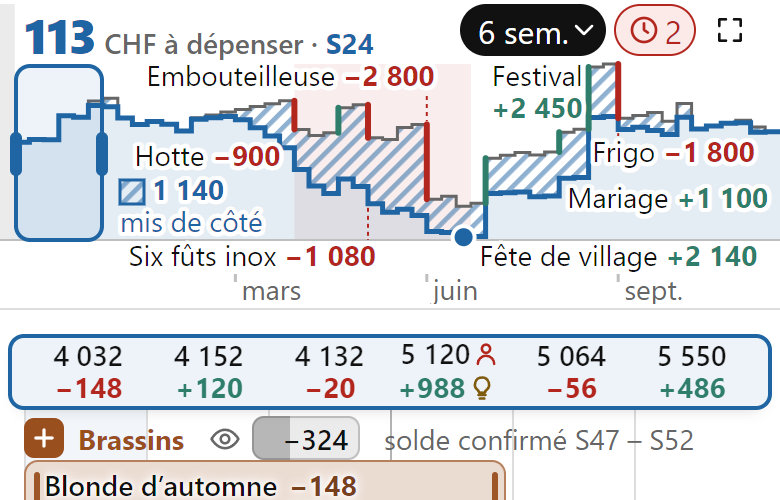 113 CHF à dépenser · S24
6 sem.
2
Embouteilleuse −2 800
Festival
+2 450
Hotte −900
Frigo −1 800
1 140
mis de côté
Mariage +1 100
Six fûts inox −1 080
Fête de village +2 140
mars
juin
sept.
4 032 4 152 4 132 5 120 5 064 5 550
−148 +120 −20 +988 −56 +486
+ Brassins −324 solde confirmé S47 – S52
Blonde d’automne −148